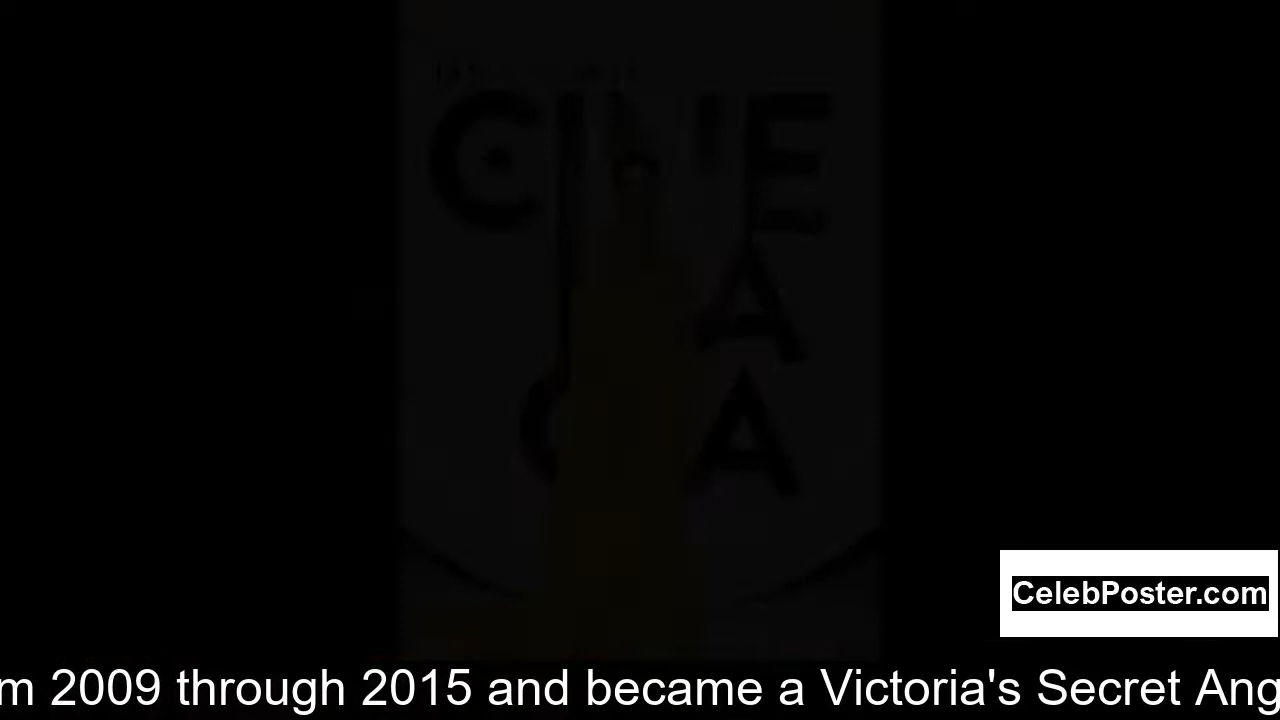 CINE
A
A
CelebPoster.com
m 2009 through 2015 and became a Victoria's Secret Ang